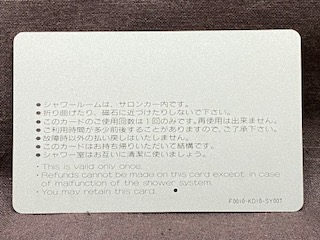 ●シャワールームは、サロンカー内です。
●折り曲げたり、磁石に近づけたりしないで下さい。
●このカードのご使用回数は1回のみです。再使用は出来ません。
●ご利用時間が多少前後することがありますので、ご了承下さい。
●故障時以外の払い戻しはいたしません。
●このカードはお持ち帰りいただいて結構です。
●シャワー室はお互いに清潔に使いましょう。
• This is valid only once.
• Refunds cannot be made on this card except in case
of malfunction of the shower system.
• You may retain this card.
F0010-KD10-SY007